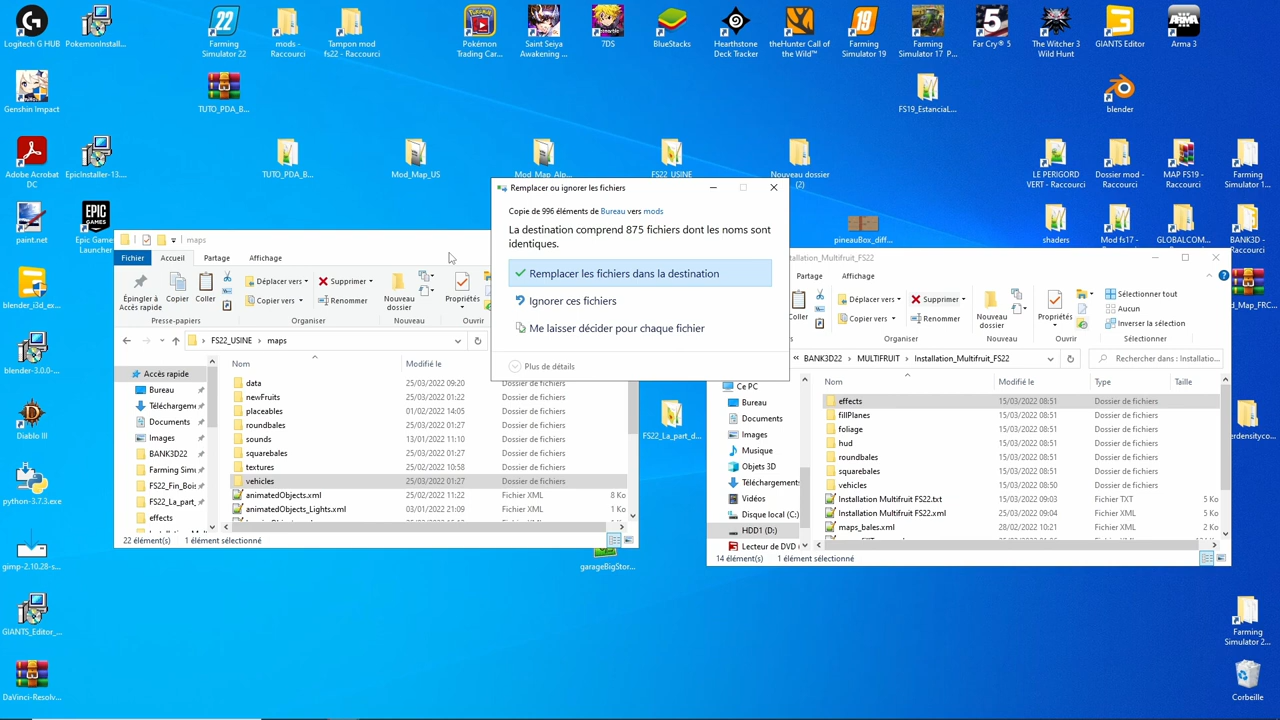 Logitech G HUB
Pokemoninstall...
Farming
Simulator 22
mods -
Raccourci
Tampon mod
fs22 - Raccourci
Pokémon
Trading Car...
Saint Seiya
Awakening ...
7DS
BlueStacks
Hearthstone
Deck Tracker
theHunter Call of
the Wild™
Farming
Simulator 19
Farming
Simulator 17 P...
Far Cry® 5
The Witcher 3
Wild Hunt
GIANTS Editor
Arma 3
Genshin Impact
TUTO_PDA_B...
FS19_EstanciaL...
blender
Adobe Acrobat
DC
EpicInstaller-13....
TUTO_PDA_B...
Mod_Map_US
Mod_Map_Alp...
FS22_USINE
Nouveau dossier
(2)
LE PERIGORD
VERT - Raccourci
Dossier mod -
Raccourci
MAP FS19 -
Raccourci
Farming
Simulator 1...
paint.net
EPIC
GAMES
Epic Games
Launcher
pineauBox_diff...
shaders
Mod fs17 -
Raccourci
GLOBALCOM...
BANK3D -
Raccourci
Remplacer ou ignorer les fichiers
Copie de 996 éléments de Bureau vers mods
La destination comprend 875 fichiers dont les noms sont
identiques.
Remplacer les fichiers dans la destination
Ignorer ces fichiers
Me laisser décider pour chaque fichier
Plus de détails
maps
Fichier
Accueil
Partage
Affichage
Épingler à
Accès rapide
Copier
Coller
Déplacer vers
Copier vers
Supprimer
Renommer
Nouveau
dossier
Propriétés
Presse-papiers
Organiser
Nouveau
Ouvrir
FS22_USINE
maps
Nom
Modifié le
Accès rapide
Bureau
Téléchargeme
Documents
Images
BANK3D22
Farming Simu
FS22_Fin_Bois
FS22_La_part_
effects
data
25/03/2022 09:20
Dossier de fichiers
newFruits
25/03/2022 01:22
Dossier de fichiers
placeables
01/02/2022 14:05
Dossier de fichiers
roundbales
25/03/2022 01:27
Dossier de fichiers
sounds
13/01/2022 11:10
Dossier de fichiers
squarebales
25/03/2022 01:27
Dossier de fichiers
textures
25/02/2022 10:58
Dossier de fichiers
vehicles
25/03/2022 01:27
Dossier de fichiers
animatedObjects.xml
25/02/2022 11:22
Fichier XML
8 Ko
animatedObjects_Lights.xml
03/01/2022 21:09
Fichier XML
1 Ko
22 élément(s)
1 élément sélectionné
Installation_Multifruit_FS22
Partage
Affichage
Coller
Déplacer vers
Copier vers
Supprimer
Renommer
Nouveau
dossier
Propriétés
Sélectionner tout
Aucun
Inverser la sélection
Organiser
Nouveau
Ouvrir
Sélectionner
BANK3D22
MULTIFRUIT
Installation_Multifruit_FS22
Rechercher dans : Installatio...
Nom
Modifié le
Type
Taille
Ce PC
Bureau
Documents
Images
Musique
Objets 3D
Téléchargements
Vidéos
Disque local (C:)
HDD1 (D:)
Lecteur de DVD
effects
15/03/2022 08:51
Dossier de fichiers
fillPlanes
15/03/2022 08:51
Dossier de fichiers
foliage
15/03/2022 08:51
Dossier de fichiers
hud
15/03/2022 08:51
Dossier de fichiers
roundbales
15/03/2022 08:51
Dossier de fichiers
squarebales
15/03/2022 08:51
Dossier de fichiers
vehicles
15/03/2022 08:51
Dossier de fichiers
Installation Multifruit FS22.txt
15/03/2022 09:03
Fichier TXT
5 Ko
Installation Multifruit FS22.xml
25/03/2022 09:04
Fichier XML
5 Ko
maps_bales.xml
28/02/2022 10:21
Fichier XML
2 Ko
14 élément(s)
1 élément sélectionné
blender_i3d_ex...
blender-3.0.0-...
Diablo III
python-3.7.3.exe
gimp-2.10.28-s...
GIANTS_Editor_...
DaVinci-Resolv...
FS22_La_part_d...
garageBigStor...
Farming
Simulator 2...
Corbeille